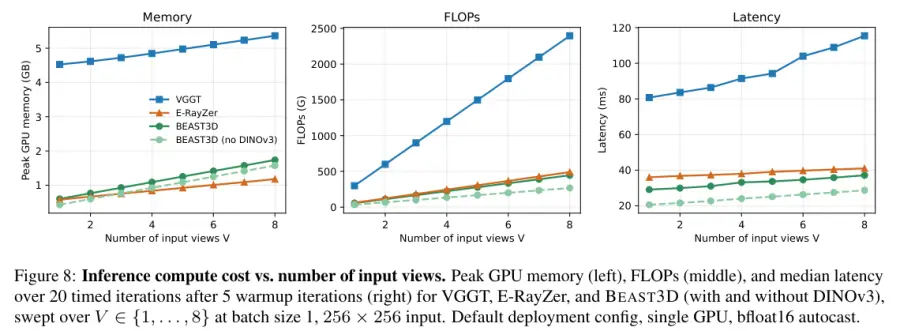 Memory
FLOPs
Latency
Peak GPU memory (GB)
5
4
3
2
1
VGGT
E-RayZer
BEAST3D
BEAST3D (no DINOv3)
2 4 6 8
Number of input views V
FLOPs (G)
2500
2000
1500
1000
500
0
2 4 6 8
Number of input views V
Latency (ms)
120
100
80
60
40
20
2 4 6 8
Number of input views V
Figure 8: Inference compute cost vs. number of input views. Peak GPU memory (left), FLOPs (middle), and median latency
over 20 timed iterations after 5 warmup iterations (right) for VGGT, E-RayZer, and BEAST3D (with and without DINOv3),
swept over V ∈ {1, . . . , 8} at batch size 1, 256 × 256 input. Default deployment config, single GPU, bfloat16 autocast.